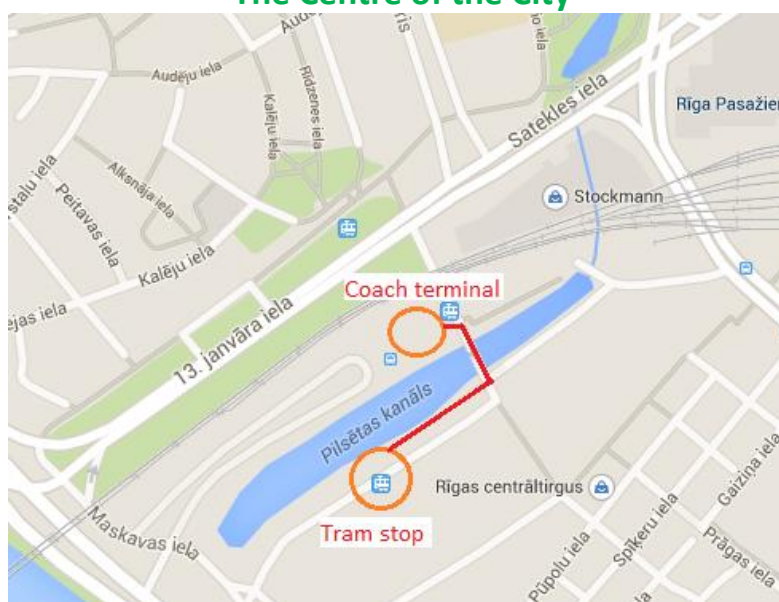 The Centre of the City
Audēju iela
Rīdzenes iela
Kalēju iela
Satekles iela
Rīga Pasažier
Alksnāja iela
Peitavas iela
Stockmann
Kalēju iela
Coach terminal
13. janvāra iela
Pilsētas kanāls
Rīgas centrāltirgus
Maskavas iela
Tram stop
Gaiziņa iela
Spīķeru iela
Prāgas iela
Pūpolu iela